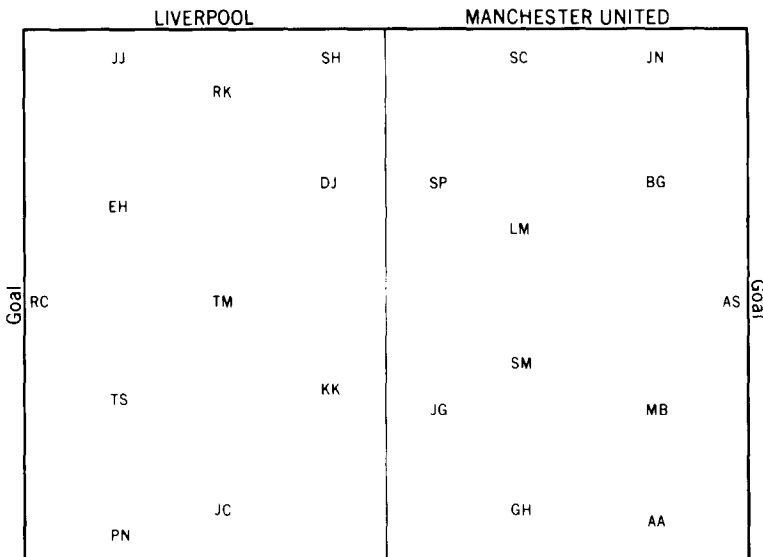 LIVERPOOL MANCHESTER UNITED
JJ SH SC JN
RK
DJ SP BG
EH
LM
Goal RC TM AS Goal
SM
KK
TS
JG MB
JC GH
AA
PN